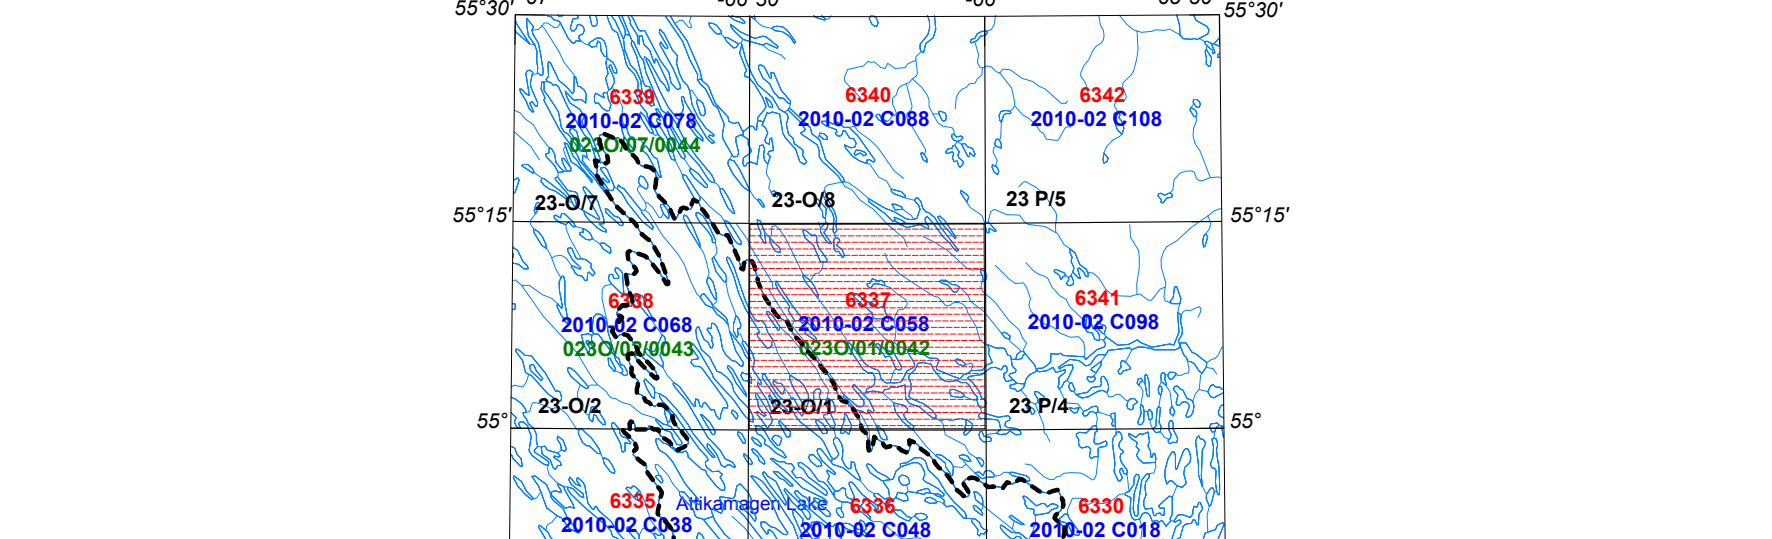 55°30' 55°30'
6339 6340 6342
2010-02 C078 2010-02 C088 2010-02 C108
023O/07/0044
23-O/7 23-O/8 23 P/5
55°15' 55°15'
6338 6337 6341
2010-02 C068 2010-02 C058 2010-02 C098
023O/02/0043 023O/01/0042
23-O/2 23-O/1 23 P/4
55° 55°
6335 Attikamagen Lake 6336 6330
2010-02 C038 2010-02 C048 2010-02 C018